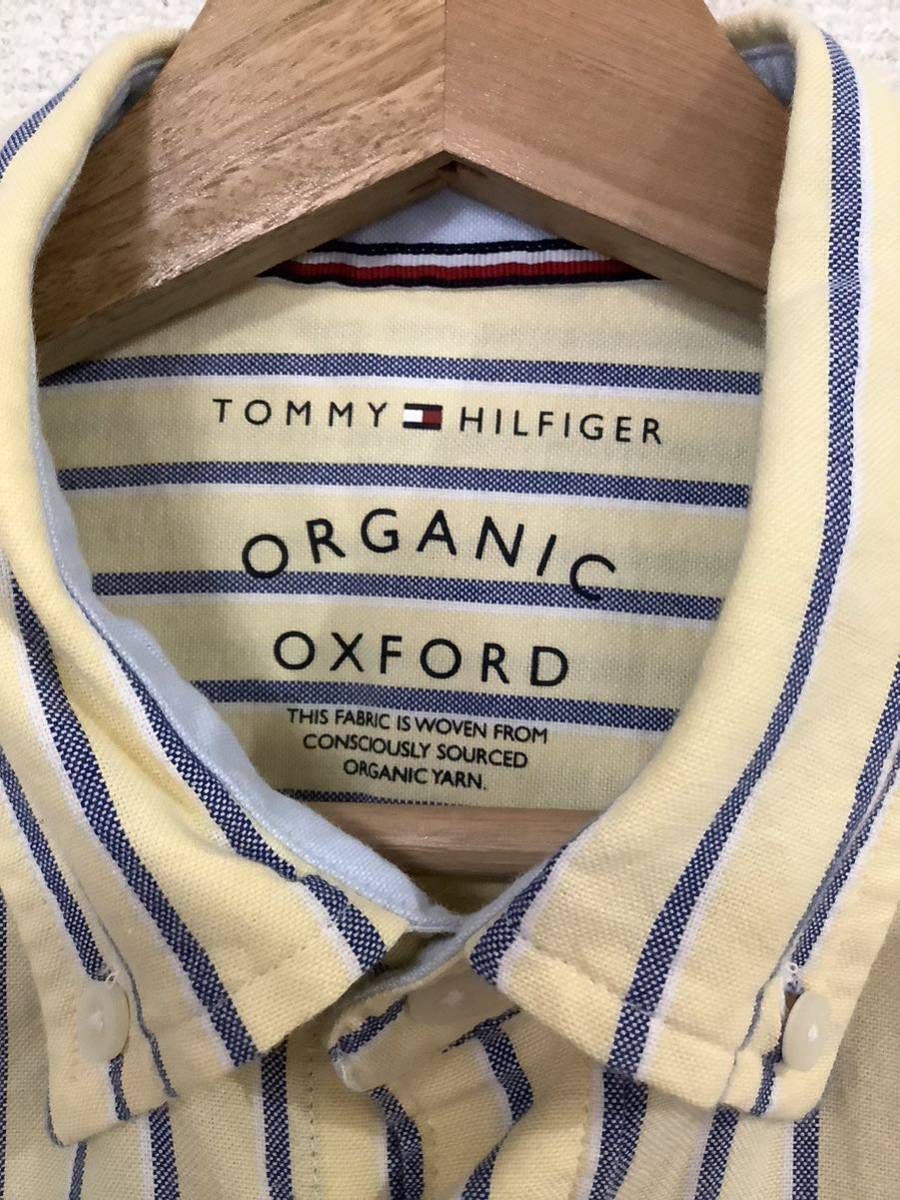 TOMMY HILFIGER
ORGANIC
OXFORD
THIS FABRIC IS WOVEN FROM
CONSCIOUSLY SOURCED
ORGANIC YARN.